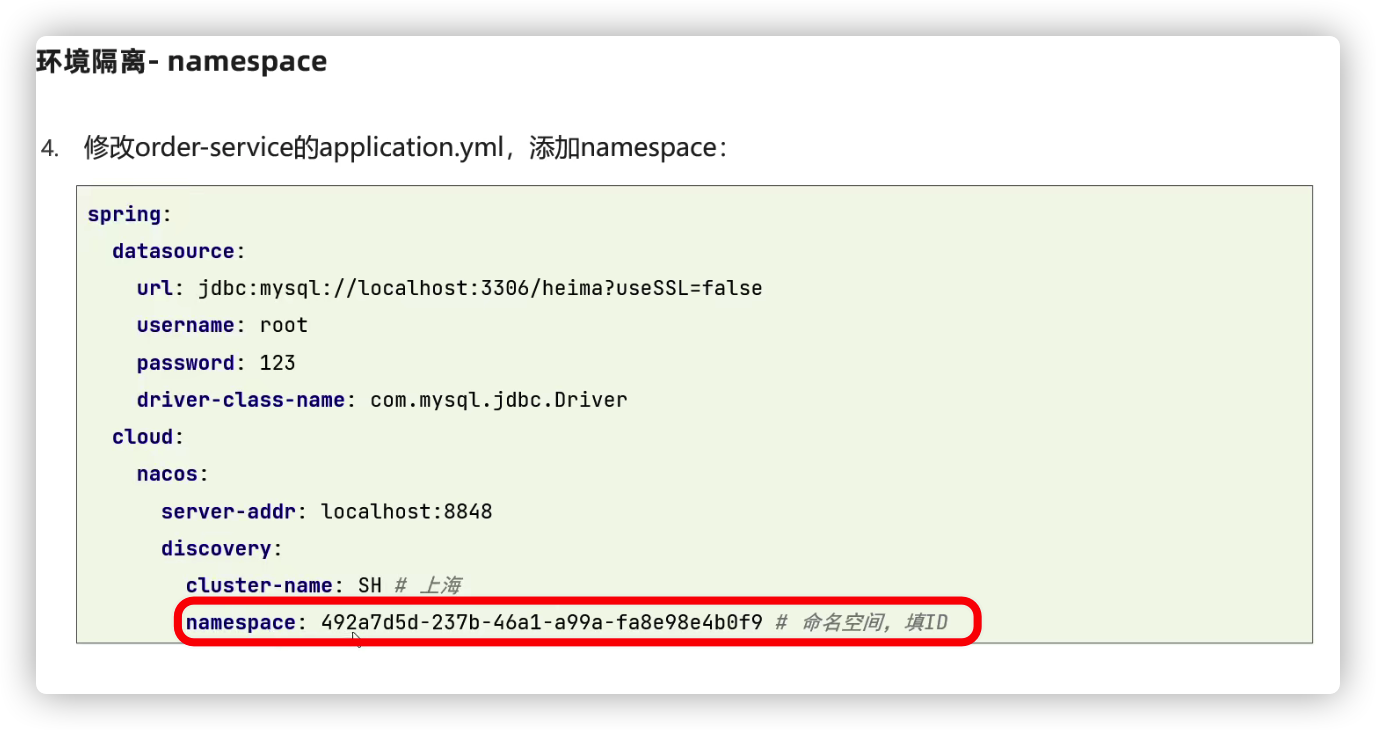 环境隔离- namespace
4. 修改order-service的application.yml，添加namespace：
spring:
datasource:
url: jdbc:mysql://localhost:3306/heima?useSSL=false
username: root
password: 123
driver-class-name: com.mysql.jdbc.Driver
cloud:
nacos:
server-addr: localhost:8848
discovery:
cluster-name: SH # 上海
namespace: 492a7d5d-237b-46a1-a99a-fa8e98e4b0f9 # 命名空间，填ID